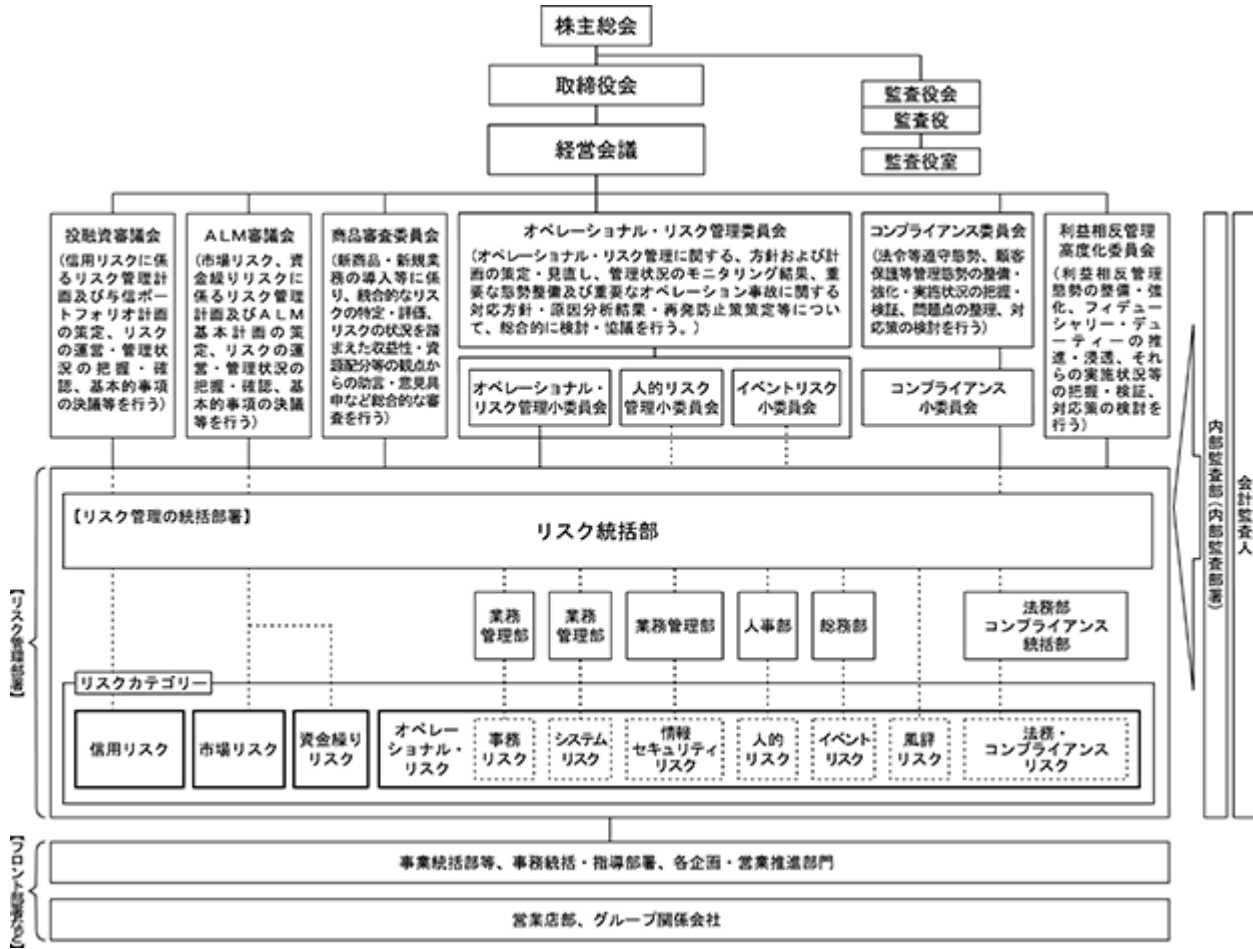 株主総会
取締役会
経営会議
監査役会
監査役
監査役室
投融資審議会
(信用リスクに係
るリスク管理計
画及び与信ポー
トフォリオ計画
の策定、リスク
の運営・管理状
況の把握・確
認、基本的事項
の決議等を行う)
ALM審議会
(市場リスク、資
金繰りリスクに
係るリスク管理
計画及びALM
基本計画の策
定、リスクの運
営・管理状況の
把握・確認、基
本的事項の決議
等を行う)
商品審査委員会
(新商品・新規業
務の導入等に係
り、統合的なリスク
の特定・評価、
リスクの状況を踏
まえた収益性・資
源配分等の観点か
らの助言・意見具
申など総合的な審
査を行う)
オペレーショナル・リスク管理委員会
(オペレーショナル・リスク管理に関する、方針および計
画の策定・見直し、管理状況のモニタリング結果、重
要な態勢整備及び重要なオペレーション事故に関する
対応方針・原因分析結果・再発防止策策定等につい
て、総合的に検討・協議を行う。)
オペレーショナル・
リスク管理小委員会
人的リスク
管理小委員会
イベントリスク
小委員会
コンプライアンス委員会
(法令等遵守態勢、顧客
保護等管理態勢の整備・
強化・実施状況の把握・
検証、問題点の整理、対
応策の検討を行う)
コンプライアンス
小委員会
利益相反管理
高度化委員会
(利益相反管理
態勢の整備・強
化、フィデュー
シャリー・デュ
ーティーの推
進・浸透、それ
らの実施状況等
の把握・検証、
対応策の検討を
行う)
内部監査部(内部監査部署)
会計監査人
【リスク管理部署】
【リスク管理の統括部署】
リスク統括部
業務
管理部
業務
管理部
業務管理部
人事部
総務部
法務部
コンプライアンス
統括部
リスクカテゴリー
信用リスク
市場リスク
資金繰り
リスク
オペレー
ショナル・
リスク
事務
リスク
システム
リスク
情報
セキュリティ
リスク
人的
リスク
イベント
リスク
風評
リスク
法務・
コンプライアンス
リスク
【フロント部署など】
事業統括部等、事務統括・指導部署、各企画・営業推進部門
営業店部、グループ関係会社